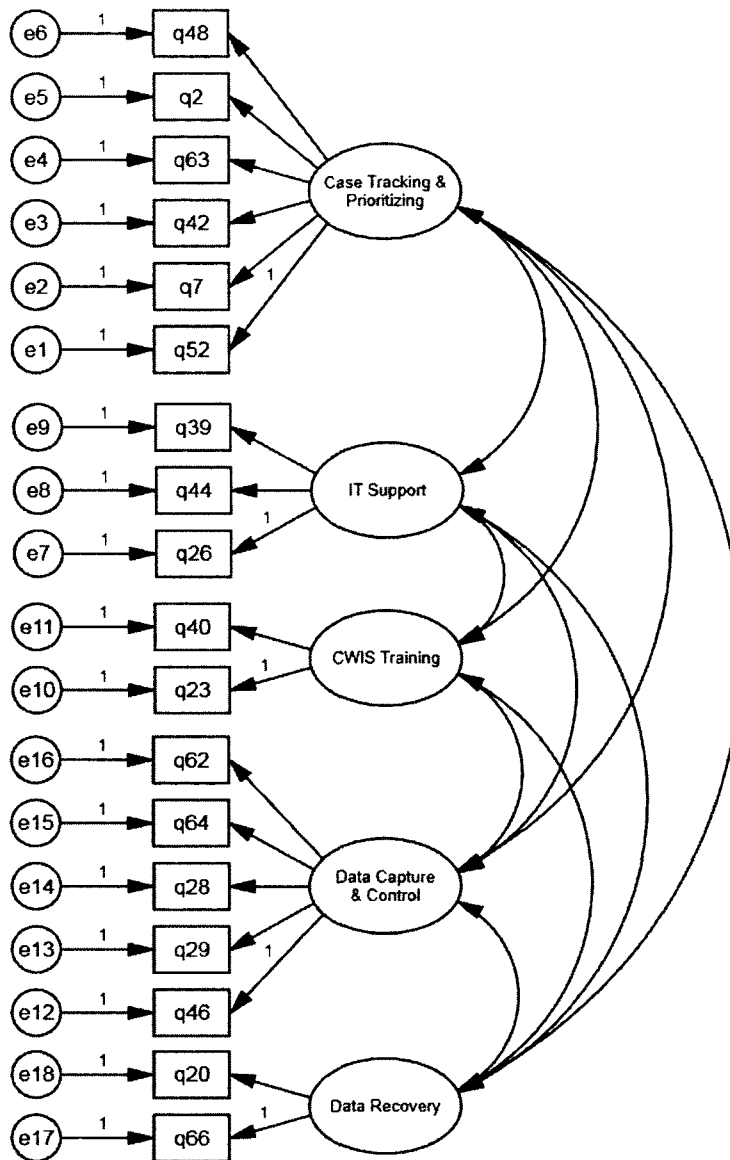 e6 1 q48
e5 1 q2
e4 1 q63
e3 1 q42
e2 1 q7
e1 1 q52
1
Case Tracking &
Prioritizing
e9 1 q39
e8 1 q44
e7 1 q26
1
IT Support
e11 1 q40
e10 1 q23
1
CWIS Training
e16 1 q62
e15 1 q64
e14 1 q28
e13 1 q29
e12 1 q46
1
Data Capture
& Control
e18 1 q20
e17 1 q66
1
Data Recovery